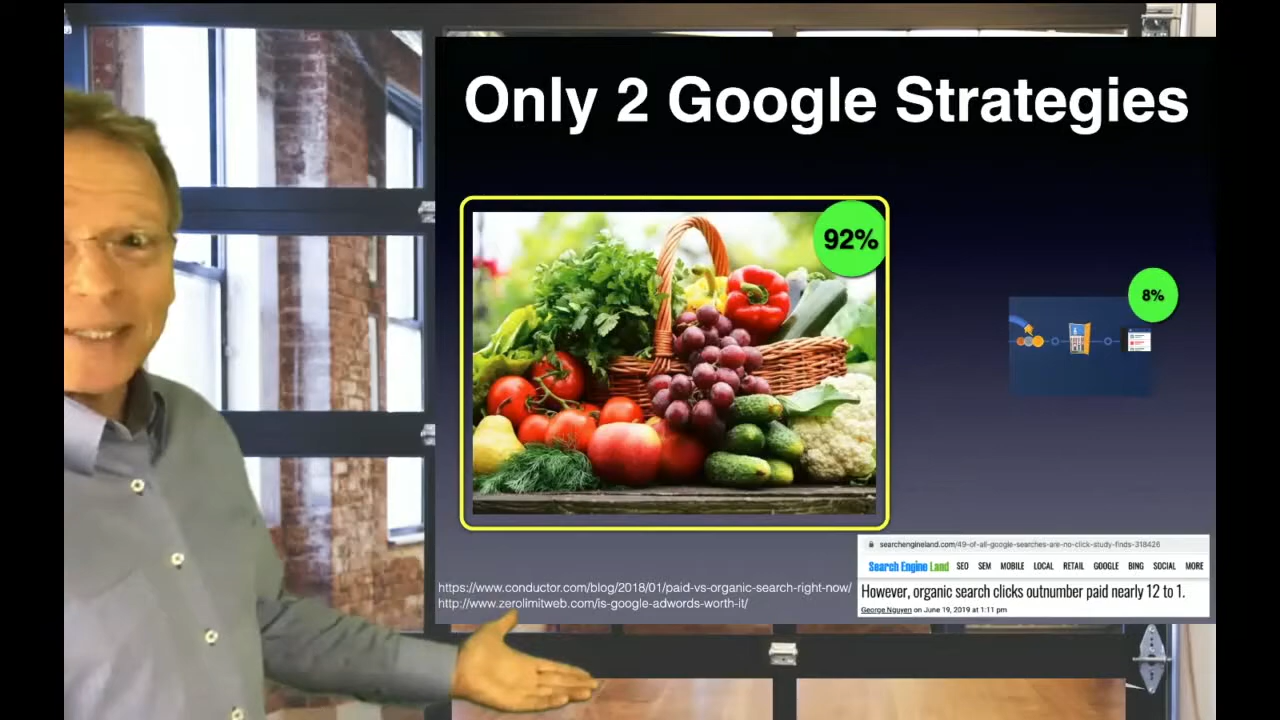 Only 2 Google Strategies
92%
8%
searchengineland.com/49-of-all-google-searches-are-no-click-study-finds-318426
Search Engine Land SEO SEM MOBILE LOCAL RETAIL GOOGLE BING SOCIAL MORE
However, organic search clicks outnumber paid nearly 12 to 1.
George Nguyen on June 19, 2019 at 1:11 pm
https://www.conductor.com/blog/2018/01/paid-vs-organic-search-right-now/
http://www.zerolimitweb.com/is-google-adwords-worth-it/